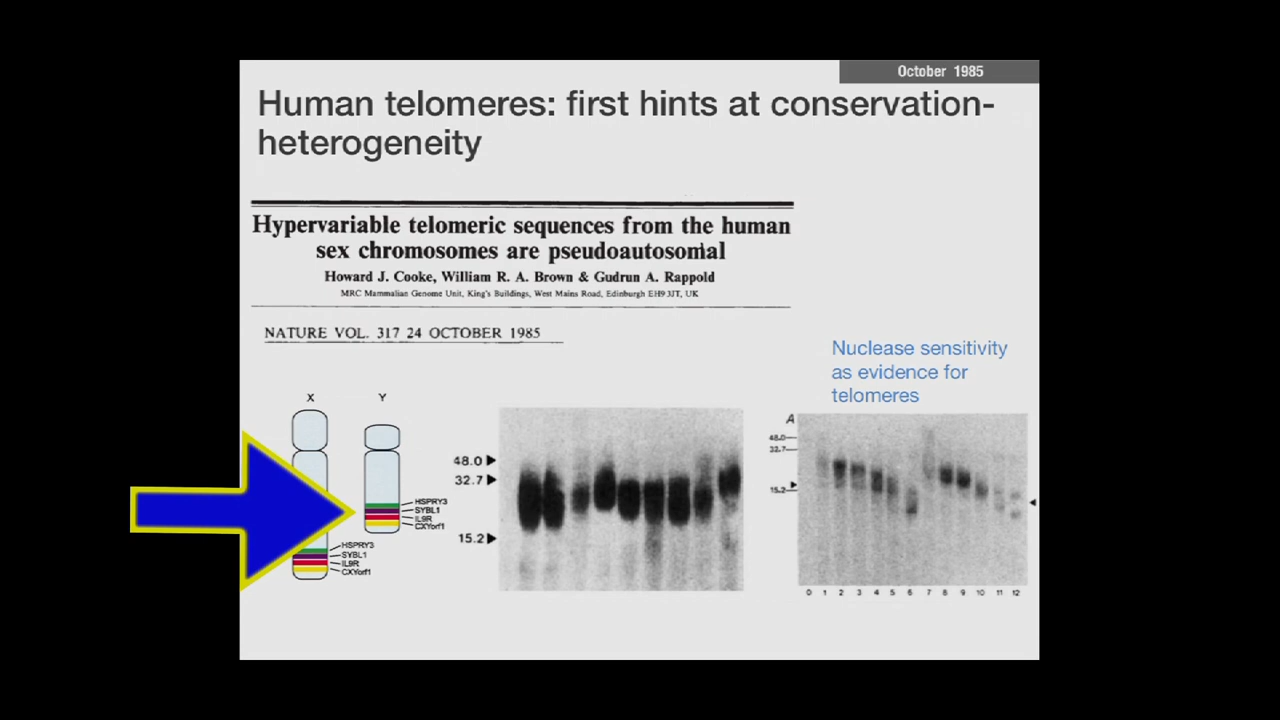 October 1985
Human telomeres: first hints at conservation-
heterogeneity
Hypervariable telomeric sequences from the human
sex chromosomes are pseudoautosomal
Howard J. Cooke, William R. A. Brown & Gudrun A. Rappold
MRC Mammalian Genome Unit, King's Buildings, West Mains Road, Edinburgh EH9 3JT, UK
NATURE VOL. 317 24 OCTOBER 1985
Nuclease sensitivity
as evidence for
telomeres
X Y
HSPRY3
SYBL1
IL9R
CXYorf1
HSPRY3
SYBL1
IL9R
CXYorf1
48.0
32.7
15.2
A
48.0
32.7
15.2
0 1 2 3 4 5 6 7 8 9 10 11 12